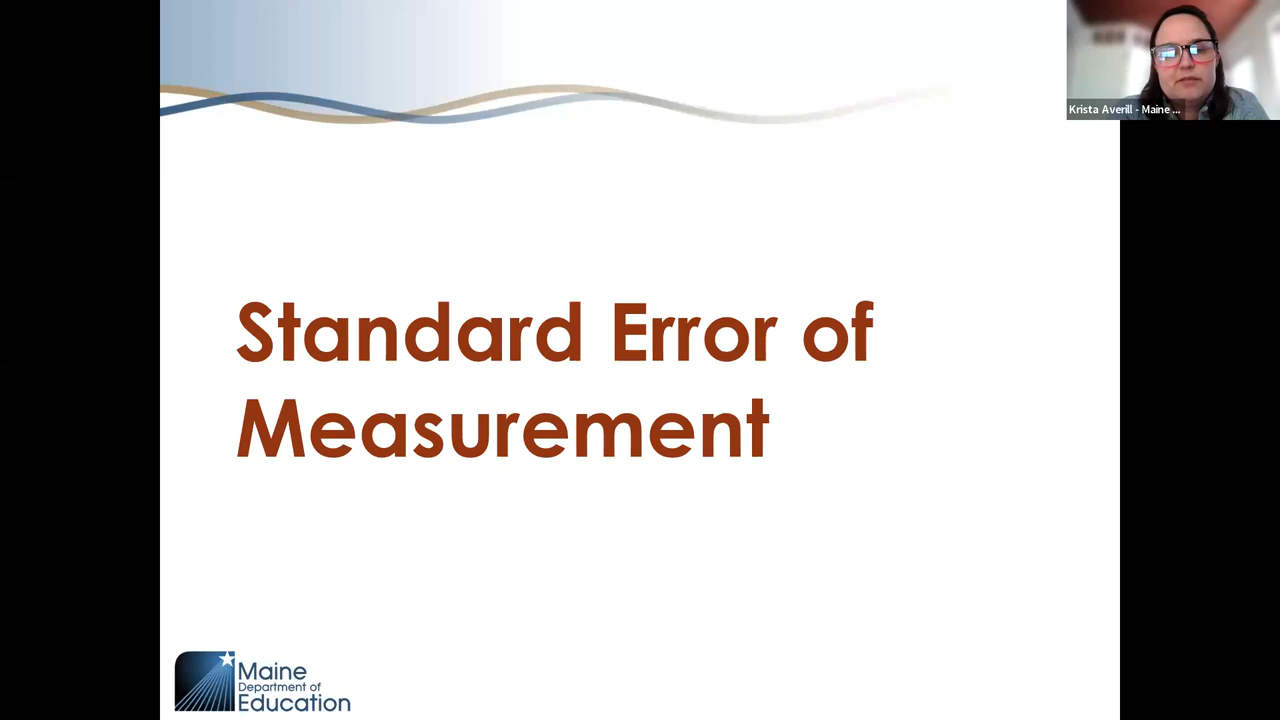 Krista Averill - Maine ...
Standard Error of
Measurement
Maine
Department of
Education